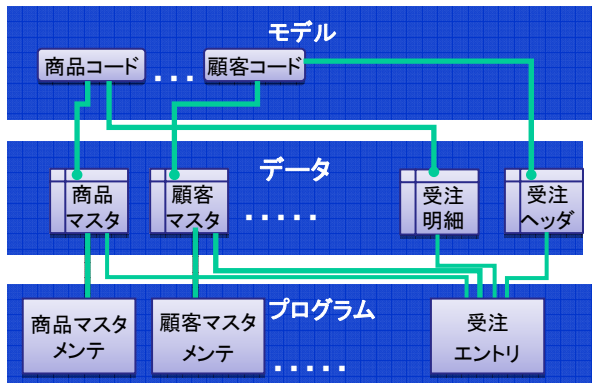 モデル
商品コード
...
顧客コード
データ
商品
マスタ
顧客
マスタ
.....
受注
明細
受注
ヘッダ
プログラム
商品マスタ
メンテ
顧客マスタ
メンテ
.....
受注
エントリ